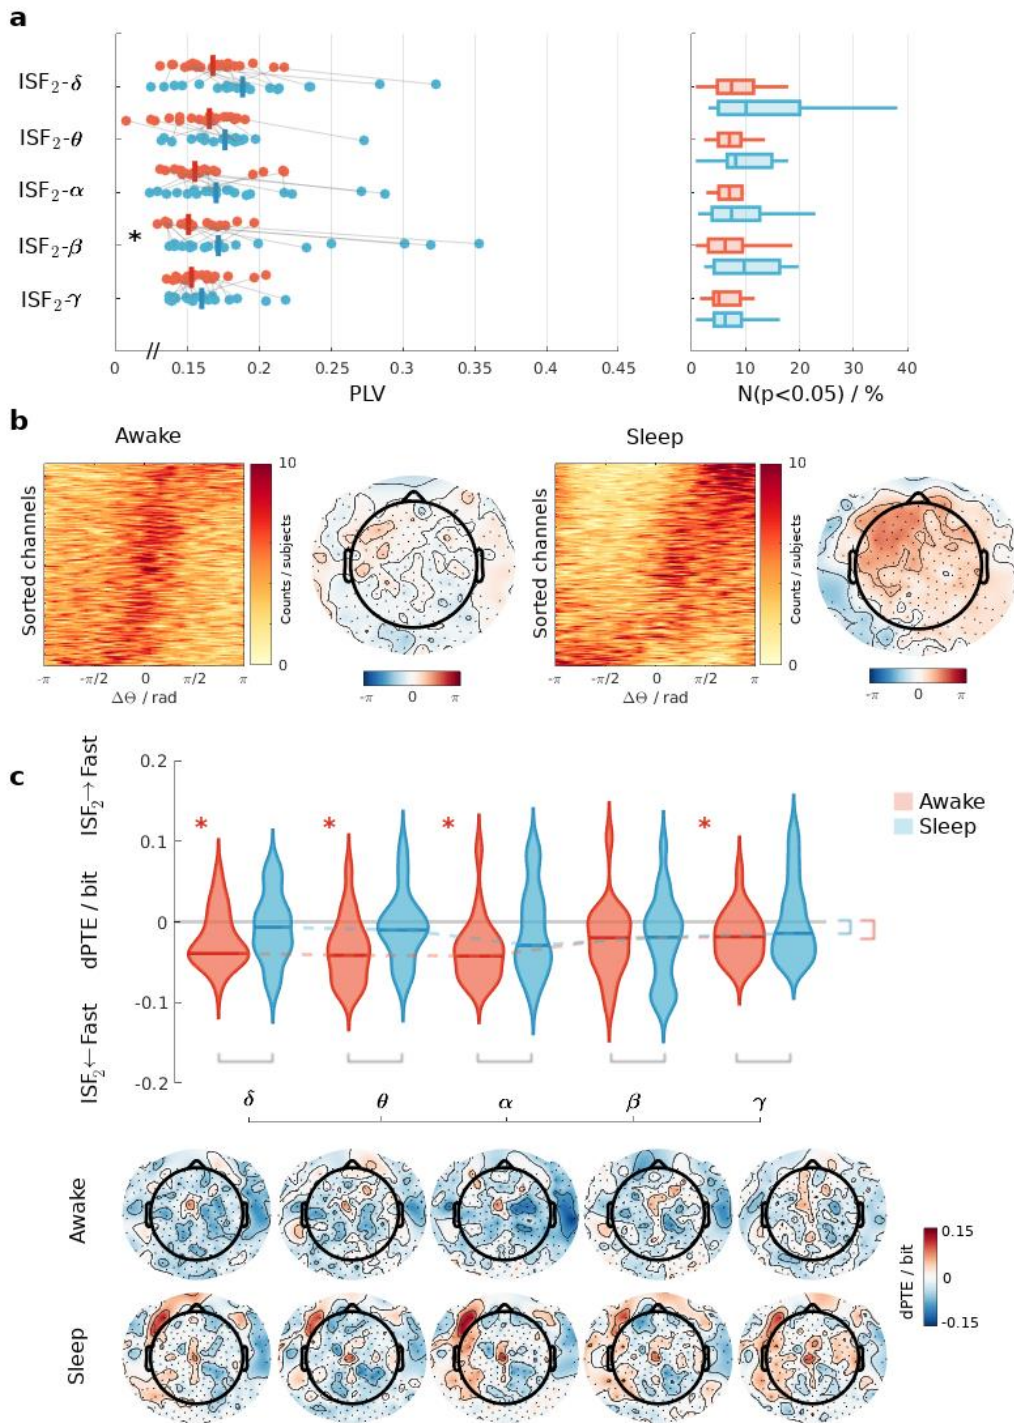 a
ISF₂-δ
ISF₂-θ
ISF₂-α
*
ISF₂-β
ISF₂-γ
0 // 0.15 0.2 0.25 0.3 0.35 0.4 0.45
PLV
0 10 20 30 40
N(p<0.05) / %
b
Awake
Sorted channels
10
Counts / subjects
0
-π -π/2 0 π/2 π
ΔΘ / rad
-π 0 π
Sleep
Sorted channels
10
Counts / subjects
0
-π -π/2 0 π/2 π
ΔΘ / rad
-π 0 π
c
ISF₂→Fast
dPTE / bit
ISF₂←Fast
0.2
0.1
0
-0.1
-0.2
* * * *
Awake
Sleep
δ θ α β γ
Awake
Sleep
dPTE / bit
0.15
0
-0.15